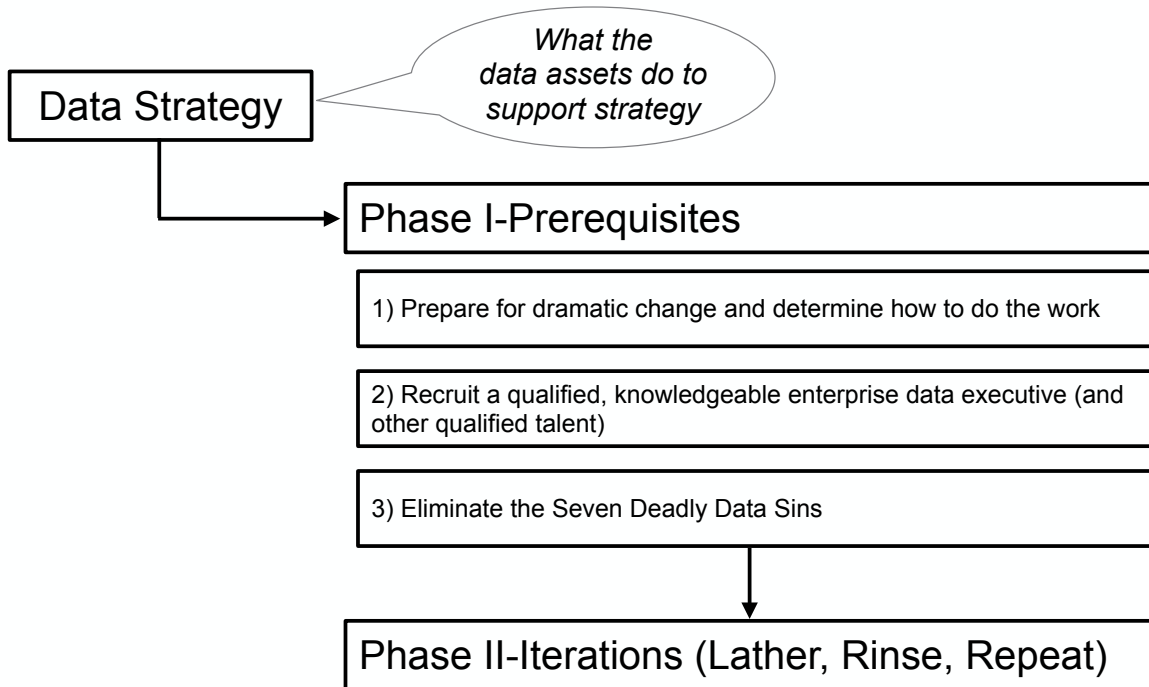 What the
data assets do to
support strategy
Data Strategy
Phase I-Prerequisites
1) Prepare for dramatic change and determine how to do the work
2) Recruit a qualified, knowledgeable enterprise data executive (and
other qualified talent)
3) Eliminate the Seven Deadly Data Sins
Phase II-Iterations (Lather, Rinse, Repeat)